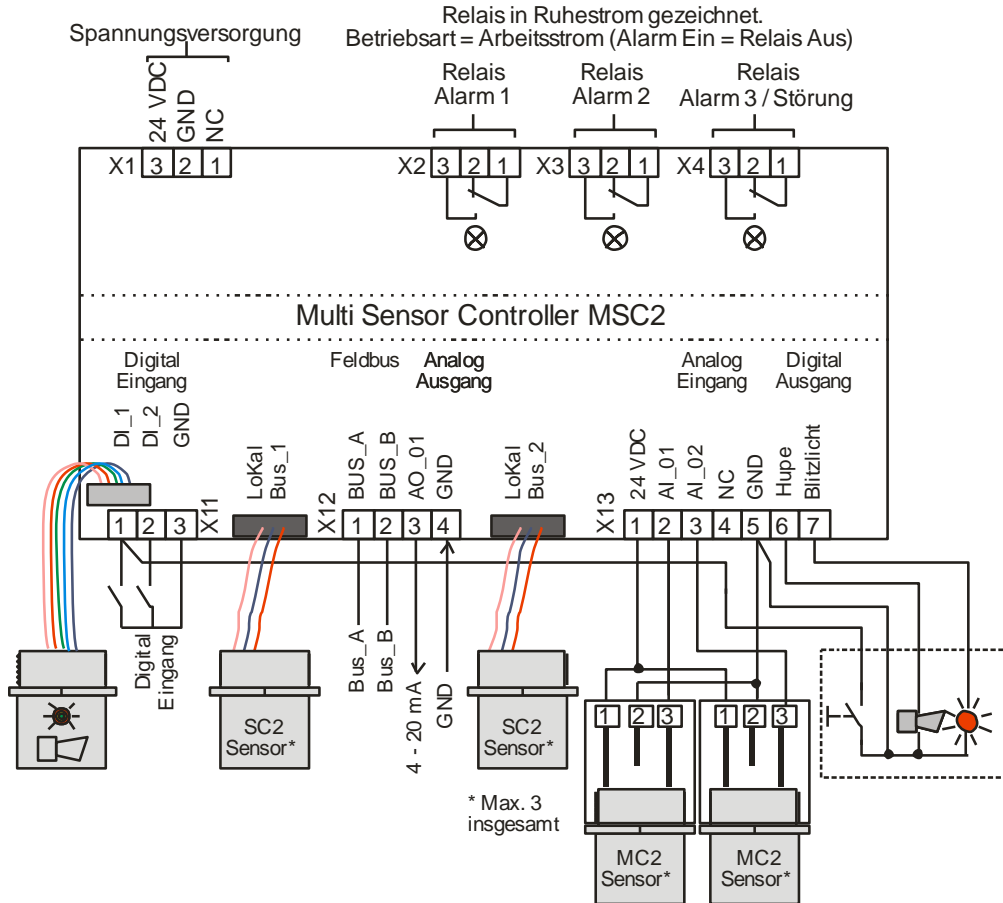 Relais in Ruhestrom gezeichnet.
Betriebsart = Arbeitsstrom (Alarm Ein = Relais Aus)
Spannungsversorgung
24 VDC
GND
NC
Relais
Alarm 1
Relais
Alarm 2
Relais
Alarm 3 / Störung
X1 3 2 1
X2 3 2 1
X3 3 2 1
X4 3 2 1
Multi Sensor Controller MSC2
Digital
Eingang
Feldbus
Analog
Ausgang
Analog
Eingang
Digital
Ausgang
DI_1
DI_2
GND
LoKal
Bus_1
BUS_A
BUS_B
AO_01
GND
LoKal
Bus_2
24 VDC
AI_01
AI_02
NC
GND
Hupe
Blitzlicht
1 2 3 X11
X12 1 2 3 4
X13 1 2 3 4 5 6 7
Digital
Eingang
Bus_A
Bus_B
4 - 20 mA
GND
SC2
Sensor*
SC2
Sensor*
1 2 3
1 2 3
* Max. 3
insgesamt
MC2
Sensor*
MC2
Sensor*